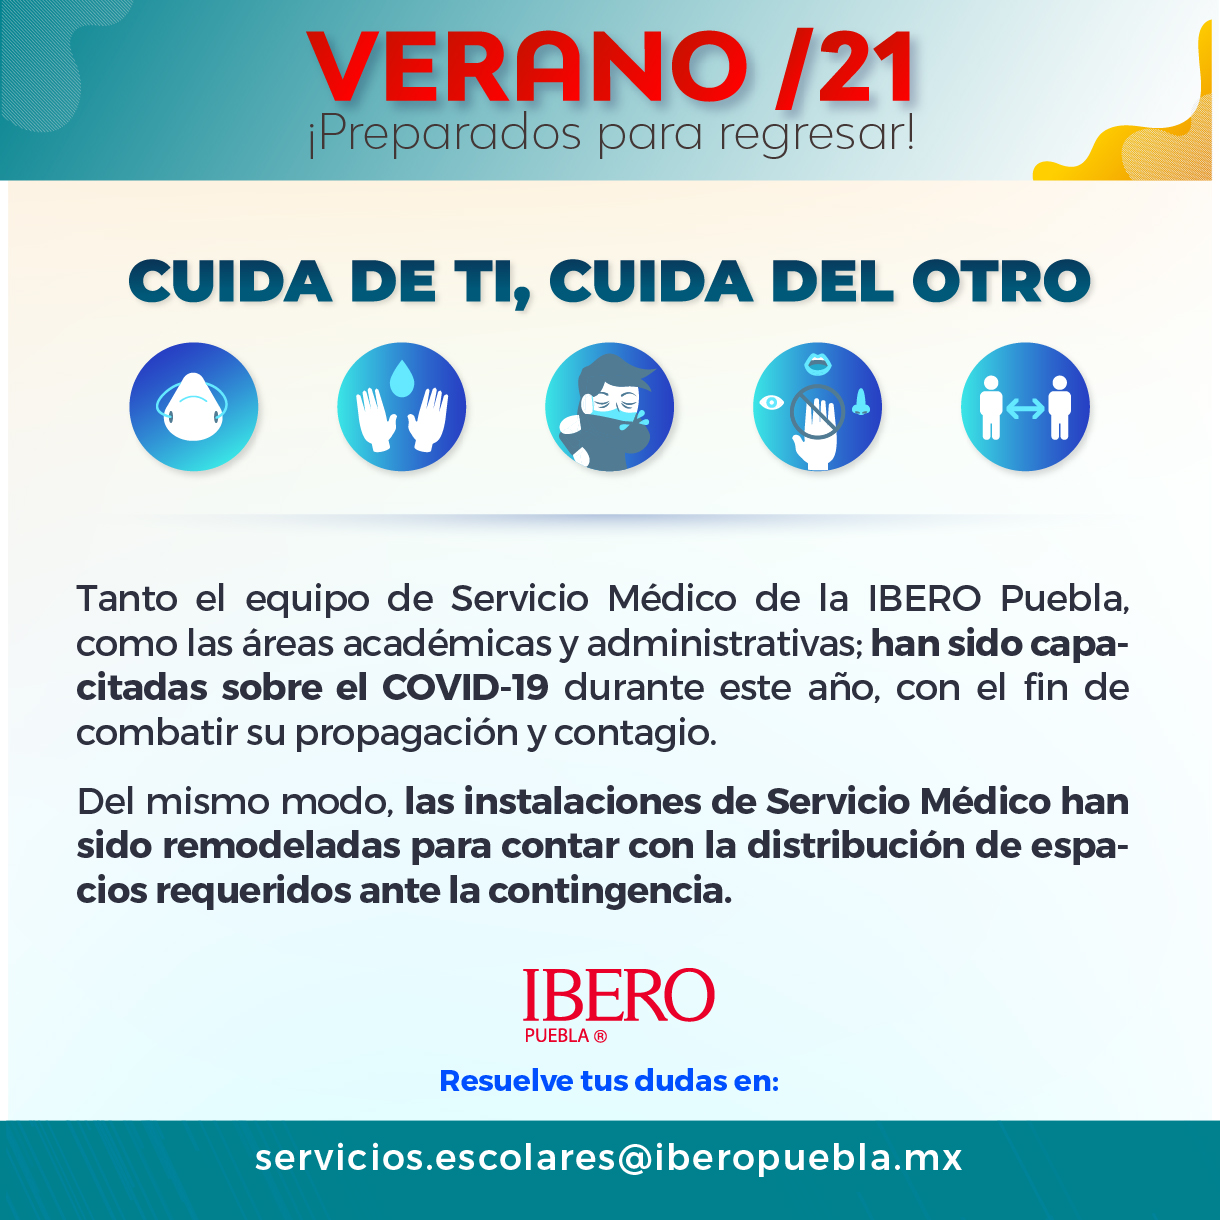 VERANO /21
¡Preparados para regresar!
CUIDA DE TI, CUIDA DEL OTRO
Tanto el equipo de Servicio Médico de la IBERO Puebla,
como las áreas académicas y administrativas; han sido capa-
citadas sobre el COVID-19 durante este año, con el fin de
combatir su propagación y contagio.
Del mismo modo, las instalaciones de Servicio Médico han
sido remodeladas para contar con la distribución de espa-
cios requeridos ante la contingencia.
IBERO
PUEBLA ®
Resuelve tus dudas en:
servicios.escolares@iberopuebla.mx